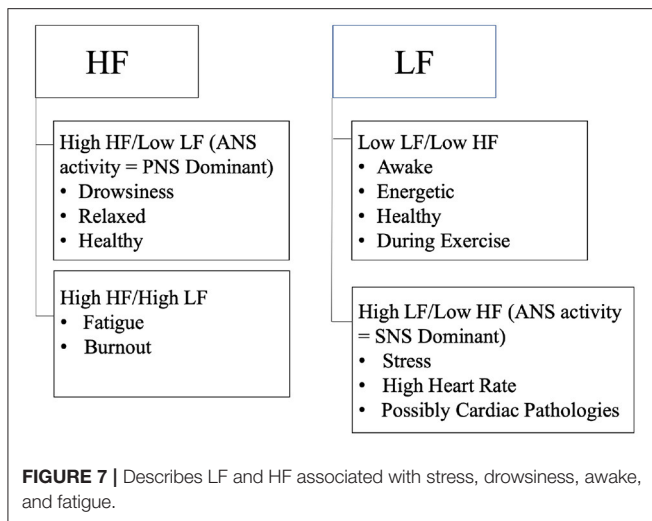 HF
High HF/Low LF (ANS
activity = PNS Dominant)
• Drowsiness
• Relaxed
• Healthy
High HF/High LF
• Fatigue
• Burnout
LF
Low LF/Low HF
• Awake
• Energetic
• Healthy
• During Exercise
High LF/Low HF (ANS activity
= SNS Dominant)
• Stress
• High Heart Rate
• Possibly Cardiac Pathologies
FIGURE 7 | Describes LF and HF associated with stress, drowsiness, awake,
and fatigue.